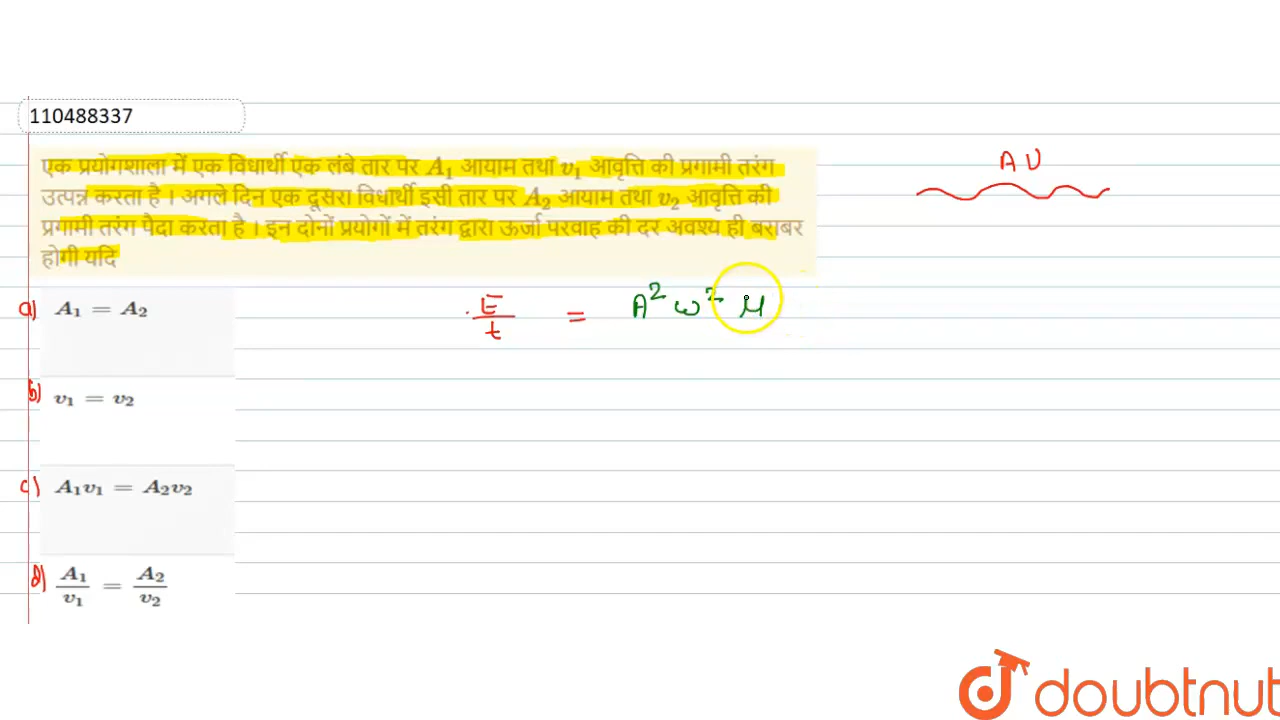 110488337
एक प्रयोगशाला में एक विधार्थी एक लंबे तार पर A₁ आयाम तथा v₁ आवृत्ति की प्रगामी तरंग
उत्पन्न करता है । अगले दिन एक दूसरा विधार्थी इसी तार पर A₂ आयाम तथा v₂ आवृत्ति की
प्रगामी तरंग पैदा करता है । इन दोनों प्रयोगों में तरंग द्वारा ऊर्जा परवाह की दर अवश्य ही बराबर
होगी यदि
A υ
a) A₁ = A₂
E/t = A² ω² μ
b) v₁ = v₂
c) A₁v₁ = A₂v₂
d) A₁/v₁ = A₂/v₂
doubtnut